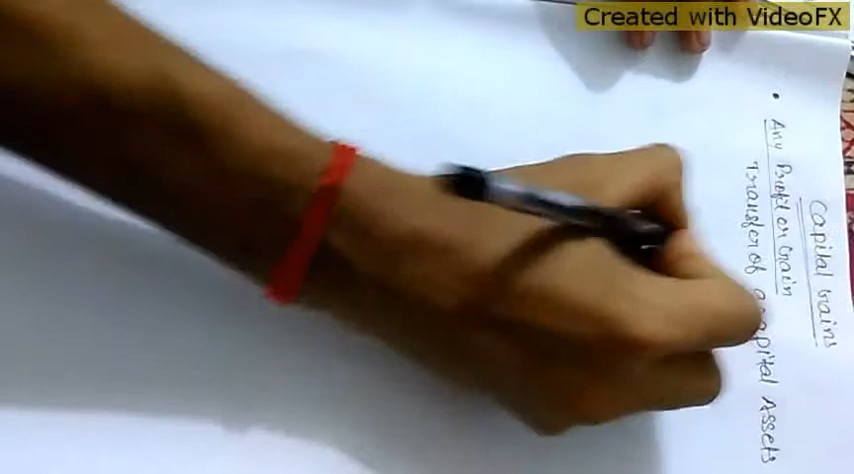 Created with VideoFX
Capital Gains
• Any Profit or Gain
Transfer of a capital Assets